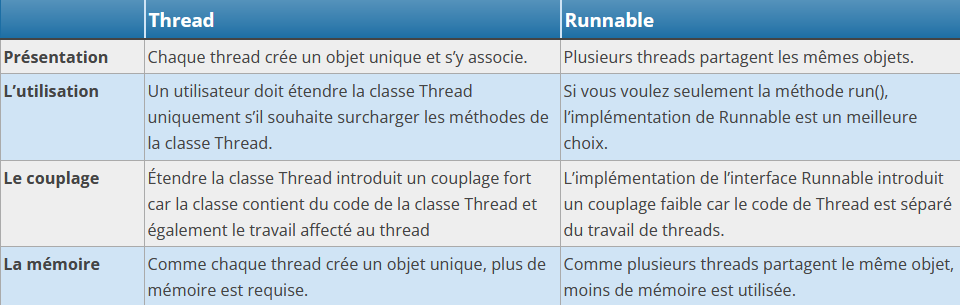 Thread Runnable
Présentation Chaque thread crée un objet unique et s’y associe. Plusieurs threads partagent les mêmes objets.
L’utilisation Un utilisateur doit étendre la classe Thread Si vous voulez seulement la méthode run(),
uniquement s’il souhaite surcharger les méthodes de l’implémentation de Runnable est un meilleure
la classe Thread. choix.
Le couplage Étendre la classe Thread introduit un couplage fort L’implémentation de l’interface Runnable introduit
car la classe contient du code de la classe Thread et un couplage faible car le code de Thread est séparé
également le travail affecté au thread du travail de threads.
La mémoire Comme chaque thread crée un objet unique, plus de Comme plusieurs threads partagent le même objet,
mémoire est requise. moins de mémoire est utilisée.